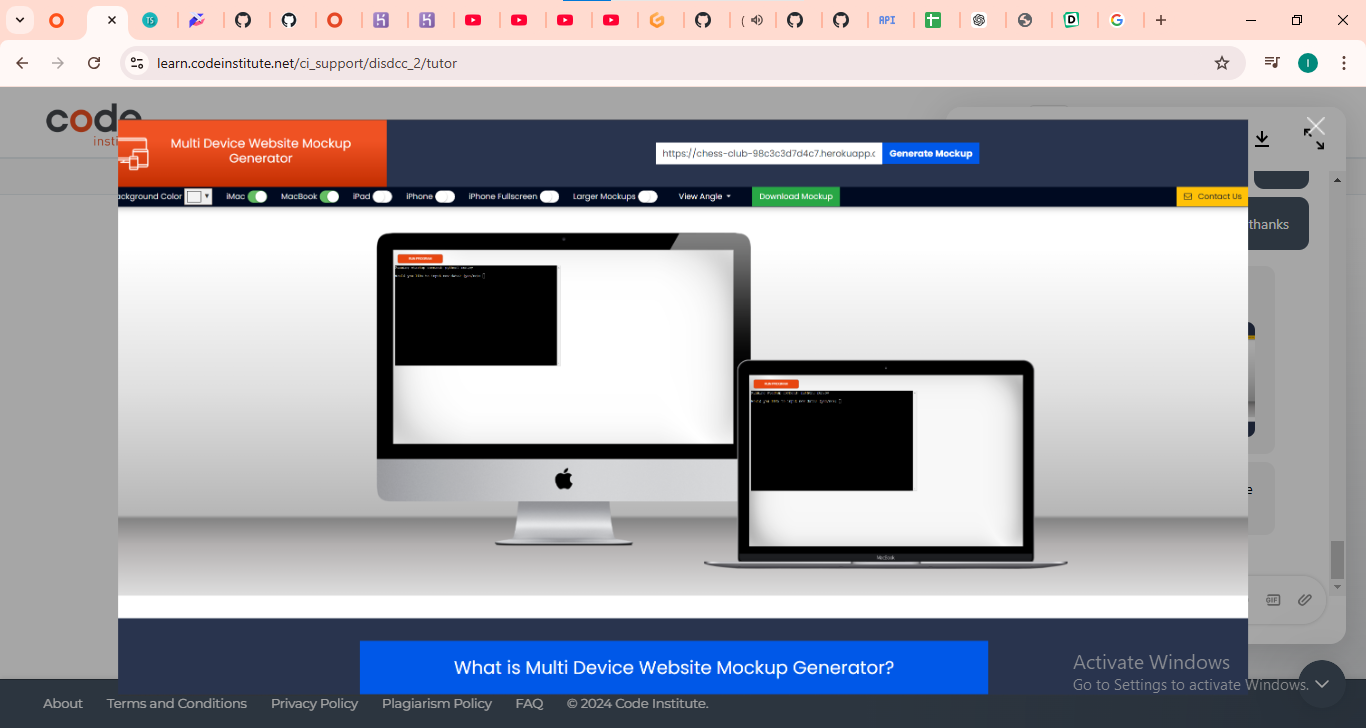 TS
API
learn.codeinstitute.net/ci_support/disdcc_2/tutor
I
code
insti
Multi Device Website Mockup
Generator
https://chess-club-98c3c3d7d4c7.herokuapp.c
Generate Mockup
ackground Color
iMac
MacBook
iPad
iPhone
iPhone Fullscreen
Larger Mockups
View Angle
Download Mockup
Contact Us
thanks
MacBook
GIF
What is Multi Device Website Mockup Generator?
Activate Windows
Go to Settings to activate Windows.
About
Terms and Conditions
Privacy Policy
Plagiarism Policy
FAQ
© 2024 Code Institute.